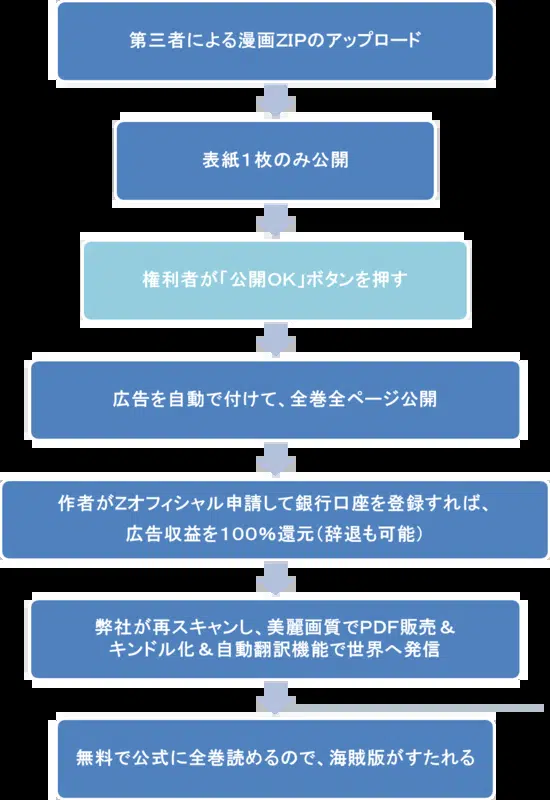 第三者による漫画ZIPのアップロード
表紙１枚のみ公開
権利者が「公開OK」ボタンを押す
広告を自動で付けて、全巻全ページ公開
作者がZオフィシャル申請して銀行口座を登録すれば、
広告収益を１００％還元（辞退も可能）
弊社が再スキャンし、美麗画質でPDF販売＆
キンドル化＆自動翻訳機能で世界へ発信
無料で公式に全巻読めるので、海賊版がすたれる